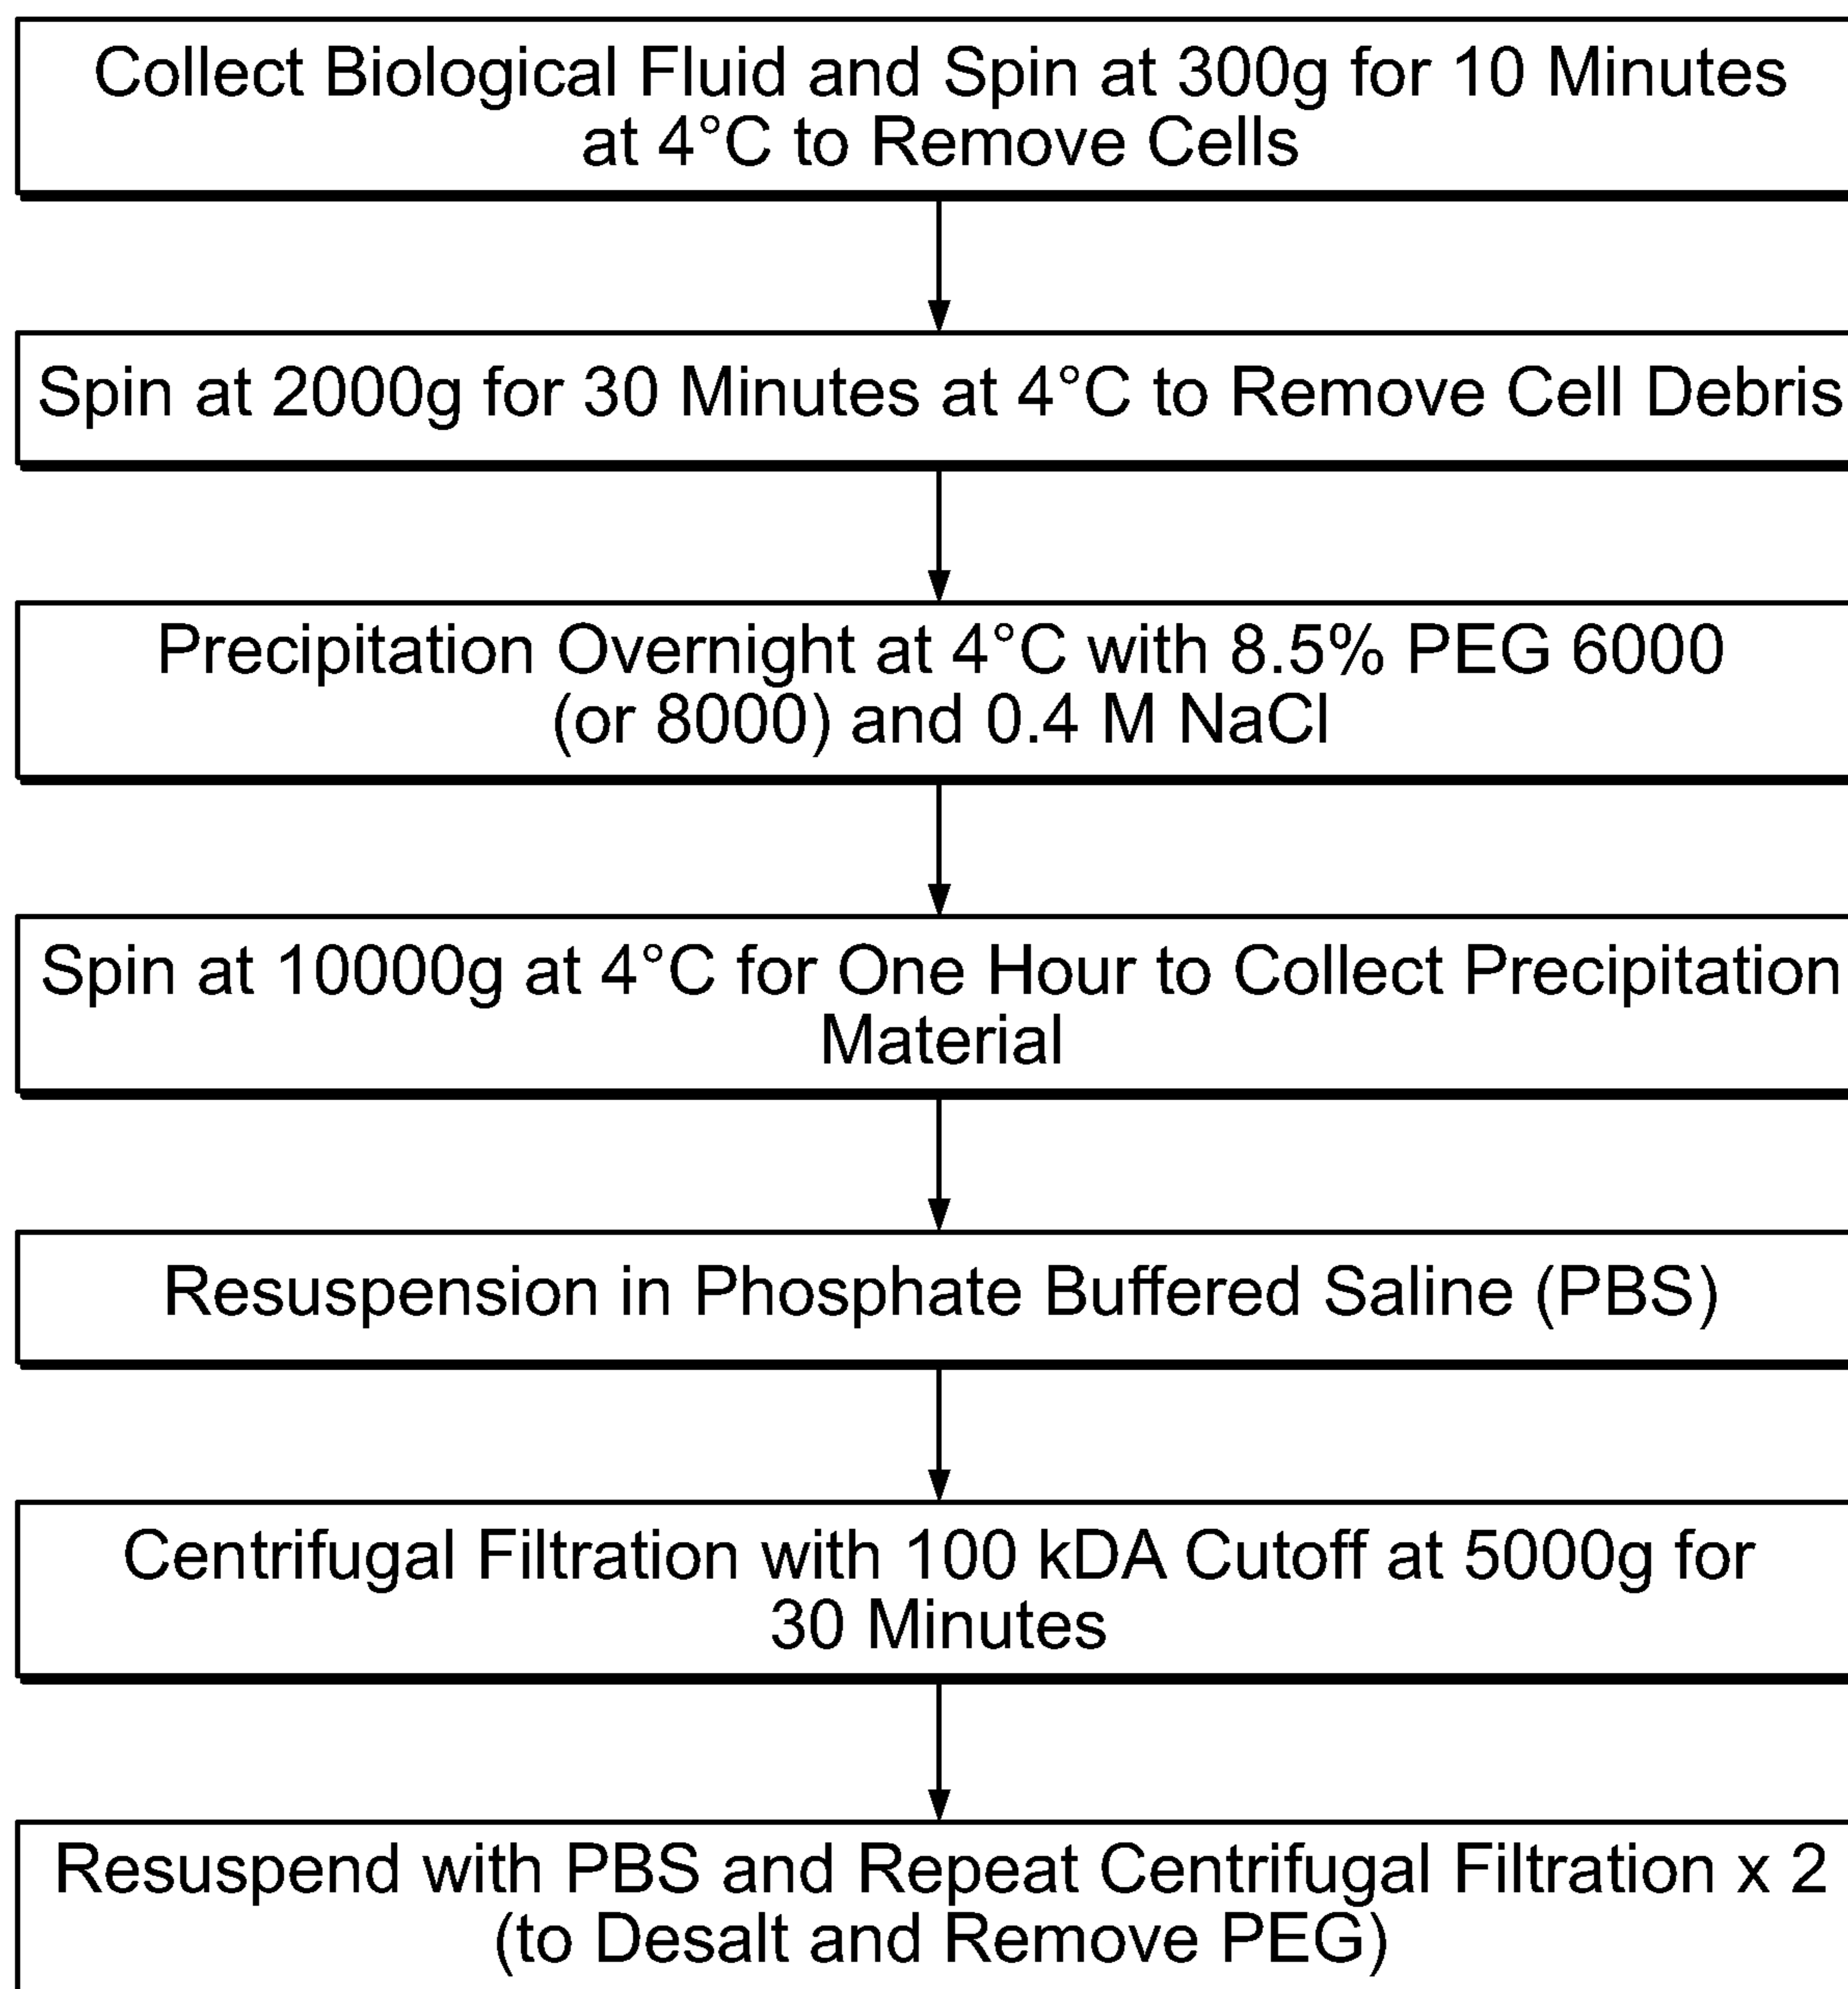 Collect Biological Fluid and Spin at 300g for 10 Minutes
at 4°C to Remove Cells
Spin at 2000g for 30 Minutes at 4°C to Remove Cell Debris
Precipitation Overnight at 4°C with 8.5% PEG 6000
(or 8000) and 0.4 M NaCl
Spin at 10000g at 4°C for One Hour to Collect Precipitation
Material
Resuspension in Phosphate Buffered Saline (PBS)
Centrifugal Filtration with 100 kDA Cutoff at 5000g for
30 Minutes
Resuspend with PBS and Repeat Centrifugal Filtration x 2
(to Desalt and Remove PEG)